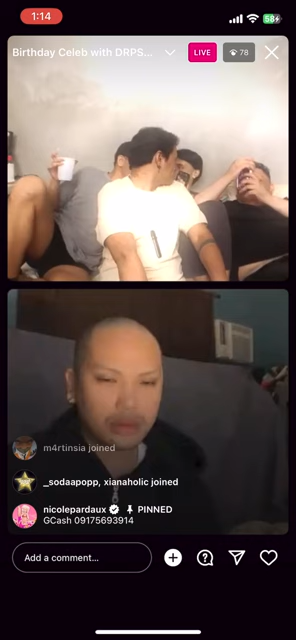 1:14
58
Birthday Celeb with DRPS...
LIVE
78
m4rtinsia joined
_sodaapopp, xianaholic joined
nicolepardaux PINNED
GCash 09175693914
Add a comment...